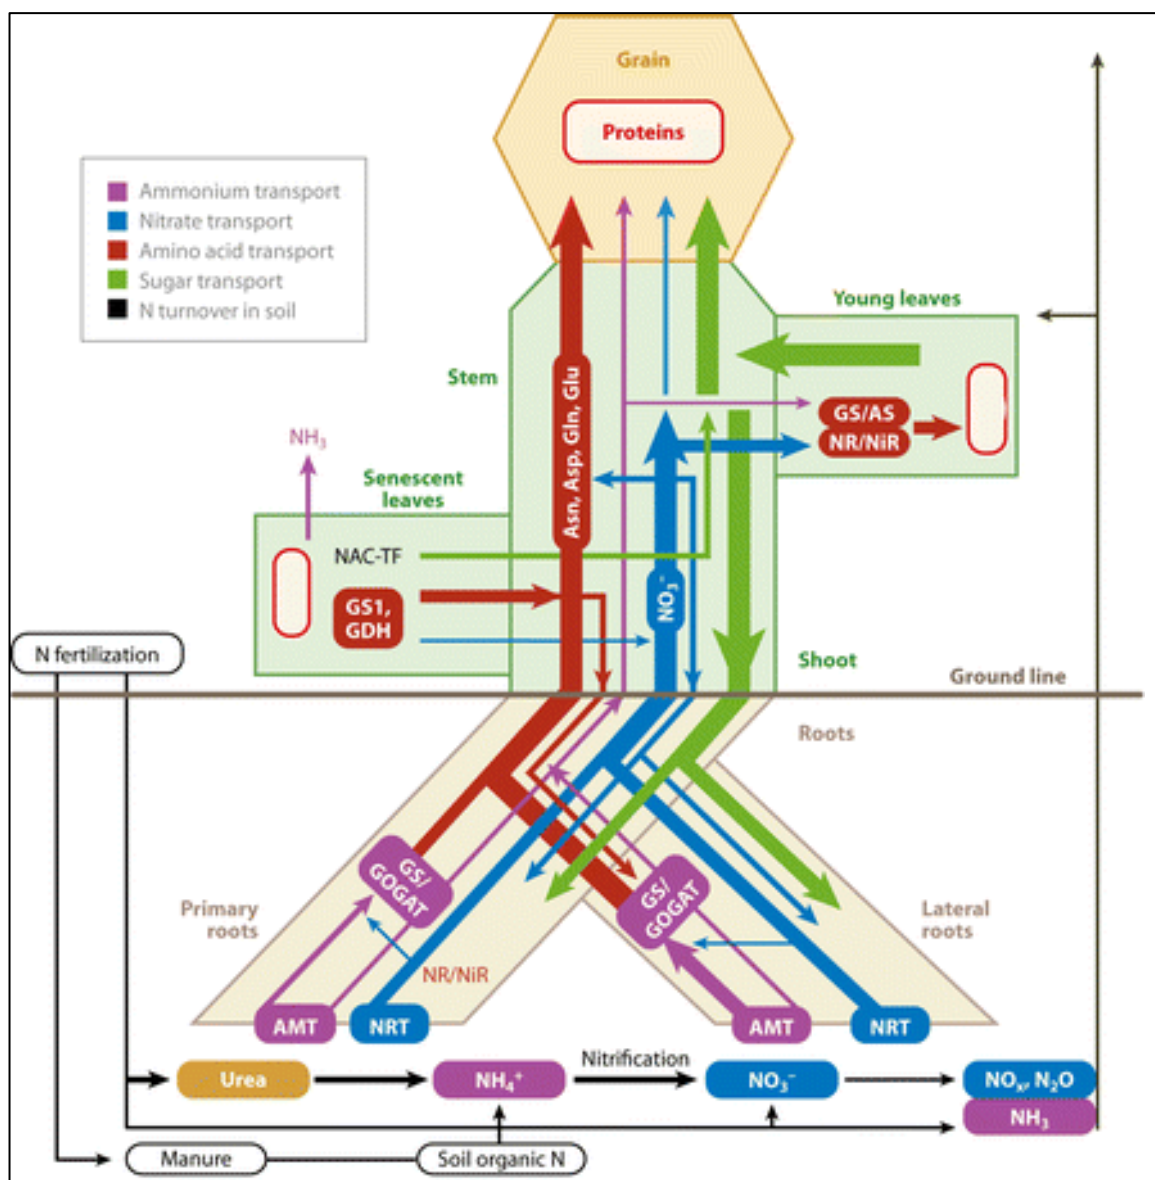 Grain
Proteins
Ammonium transport
Nitrate transport
Amino acid transport
Sugar transport
N turnover in soil
Young leaves
Stem
GS/AS
NR/NiR
Asn, Asp, Gln, Glu
NH₃
Senescent
leaves
NAC-TF
GS1,
GDH
NO₃⁻
N fertilization
Shoot
Ground line
Roots
GS/
GOGAT
GS/
GOGAT
Primary
roots
Lateral
roots
NR/NiR
AMT
NRT
AMT
NRT
Nitrification
Urea
NH₄⁺
NO₃⁻
NOₓ, N₂O
NH₃
Manure
Soil organic N